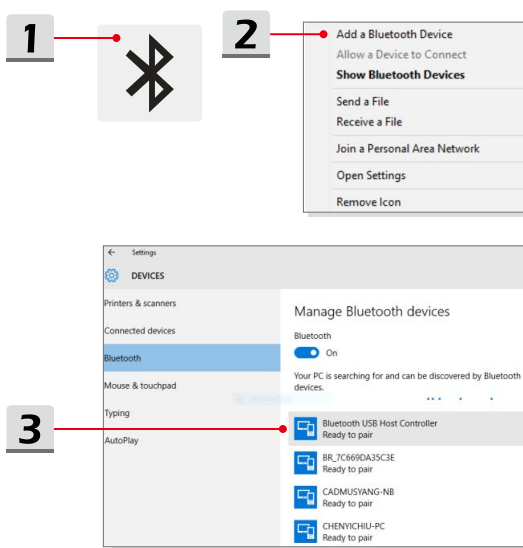 1
2
Add a Bluetooth Device
Allow a Device to Connect
Show Bluetooth Devices
Send a File
Receive a File
Join a Personal Area Network
Open Settings
Remove Icon
Settings
DEVICES
Printers & scanners
Connected devices
Bluetooth
Mouse & touchpad
Typing
AutoPlay
Manage Bluetooth devices
Bluetooth
On
Your PC is searching for and can be discovered by Bluetooth
devices.
3
Bluetooth USB Host Controller
Ready to pair
BR_7C669DA35C3E
Ready to pair
CADMUSYANG-NB
Ready to pair
CHENYICHIU-PC
Ready to pair